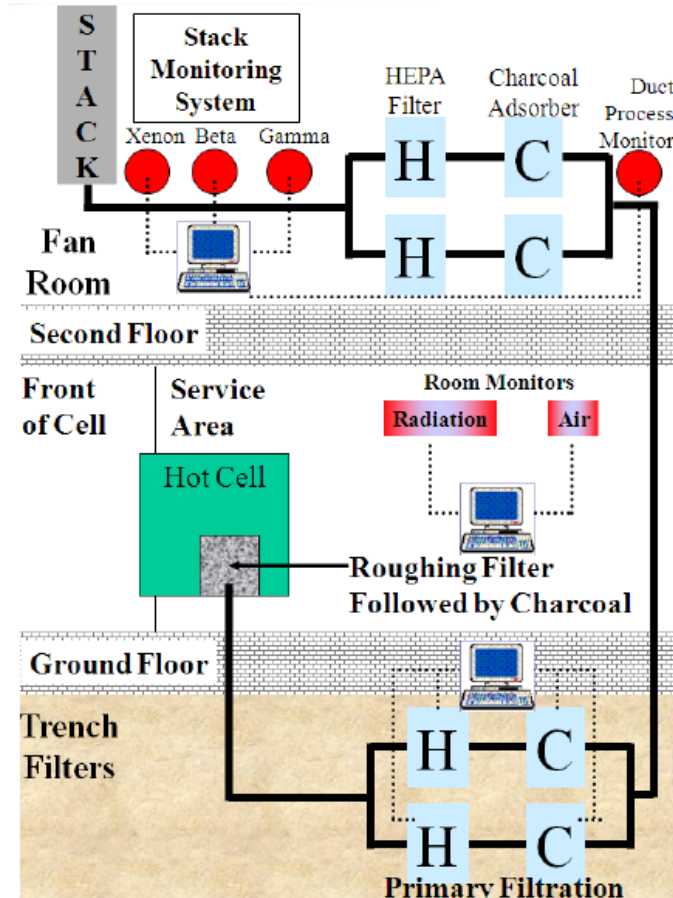 STACK
Stack
Monitoring
System
Xenon Beta Gamma
HEPA
Filter
Charcoal
Adsorber
Duct
Process
Monitor
H C
H C
Fan
Room
Second Floor
Front
of Cell
Service
Area
Room Monitors
Radiation Air
Hot Cell
Roughing Filter
Followed by Charcoal
Ground Floor
Trench
Filters
H C
H C
Primary Filtration